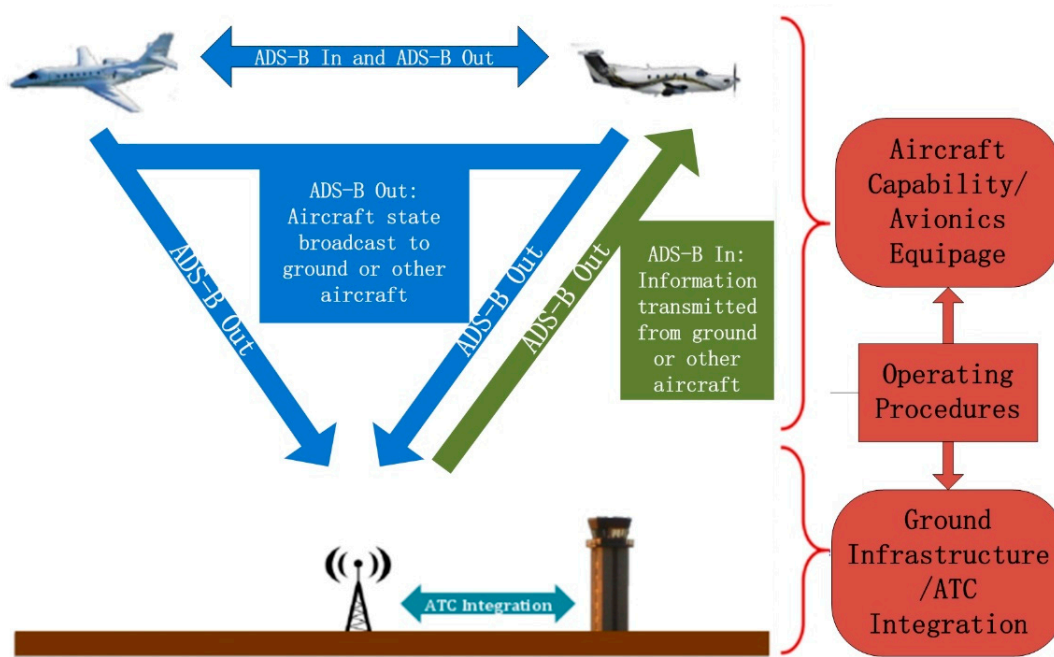 ADS-B In and ADS-B Out
ADS-B Out:
Aircraft state
broadcast to
ground or other
aircraft
ADS-B Out
ADS-B Out
ADS-B Out
ADS-B In:
Information
transmitted
from ground
or other
aircraft
ATC Integration
Aircraft
Capability/
Avionics
Equipage
Operating
Procedures
Ground
Infrastructure
/ATC
Integration